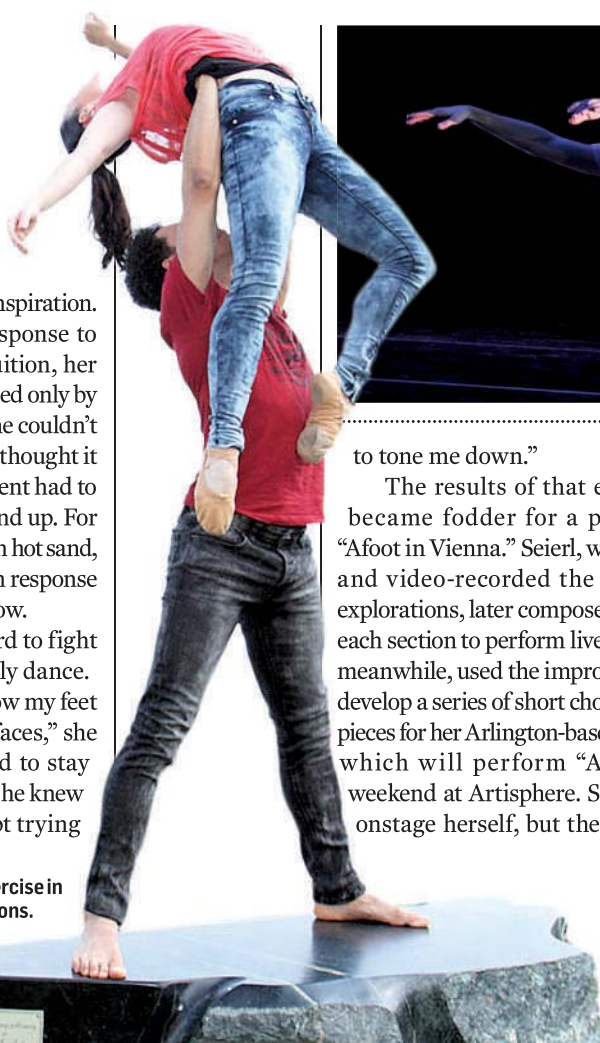 nspiration.
sponse to
ition, her
ed only by
he couldn't
thought it
ent had to
nd up. For
n hot sand,
n response
ow.
rd to fight
ly dance.
ow my feet
faces," she
d to stay
he knew
ot trying
ercise in
ons.
to tone me down."
The results of that e
became fodder for a p
"Afoot in Vienna." Seierl, w
and video-recorded the
explorations, later compose
each section to perform live
meanwhile, used the impro
develop a series of short cho
pieces for her Arlington-bas
which will perform "A
weekend at Artisphere. S
onstage herself, but the